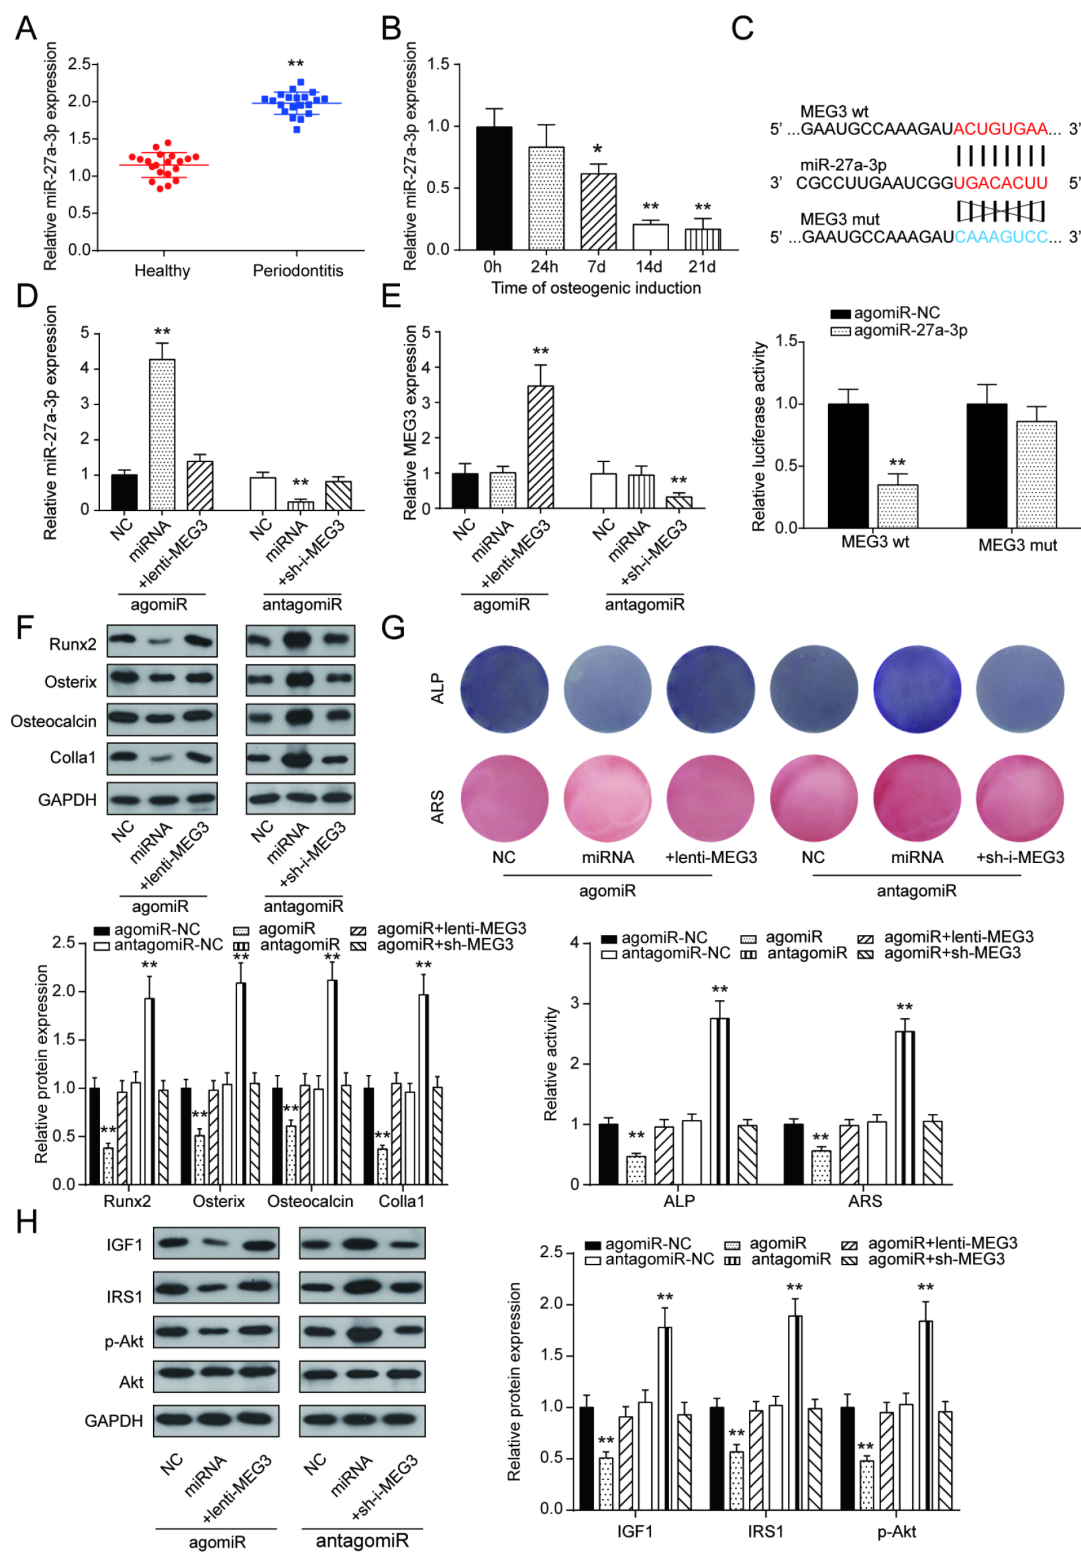 A
Relative miR-27a-3p expression
2.5
2.0
1.5
1.0
0.5
0.0
**
Healthy
Periodontitis
B
Relative miR-27a-3p expression
1.5
1.0
0.5
0.0
*
**
**
0h
24h
7d
14d
21d
Time of osteogenic induction
C
MEG3 wt
5' ...GAAUGCCAAAGAUACUGUGAA... 3'
miR-27a-3p
3' CGCCUUGAAUCGGUGACACUU 5'
MEG3 mut
5' ...GAAUGCCAAAGAUCAAAGUCC... 3'
agomiR-NC
agomiR-27a-3p
Relative luciferase activity
1.5
1.0
0.5
0.0
**
MEG3 wt
MEG3 mut
D
Relative miR-27a-3p expression
5
4
3
2
1
0
**
**
NC
miRNA
+lenti-MEG3
NC
miRNA
+sh-i-MEG3
agomiR
antagomiR
E
Relative MEG3 expression
5
4
3
2
1
0
**
**
NC
miRNA
+lenti-MEG3
NC
miRNA
+sh-i-MEG3
agomiR
antagomiR
F
Runx2
Osterix
Osteocalcin
Colla1
GAPDH
NC
miRNA
+lenti-MEG3
NC
miRNA
+sh-i-MEG3
agomiR
antagomiR
agomiR-NC
agomiR
agomiR+lenti-MEG3
antagomiR-NC
antagomiR
agomiR+sh-MEG3
Relative protein expression
2.5
2.0
1.5
1.0
0.5
0.0
**
**
**
**
**
**
**
**
Runx2
Osterix
Osteocalcin
Colla1
G
ALP
ARS
NC
miRNA
+lenti-MEG3
NC
miRNA
+sh-i-MEG3
agomiR
antagomiR
agomiR-NC
agomiR
agomiR+lenti-MEG3
antagomiR-NC
antagomiR
agomiR+sh-MEG3
Relative activity
4
3
2
1
0
**
**
**
**
ALP
ARS
H
IGF1
IRS1
p-Akt
Akt
GAPDH
NC
miRNA
+lenti-MEG3
NC
miRNA
+sh-i-MEG3
agomiR
antagomiR
agomiR-NC
agomiR
agomiR+lenti-MEG3
antagomiR-NC
antagomiR
agomiR+sh-MEG3
Relative protein expression
2.5
2.0
1.5
1.0
0.5
0.0
**
**
**
**
**
**
IGF1
IRS1
p-Akt